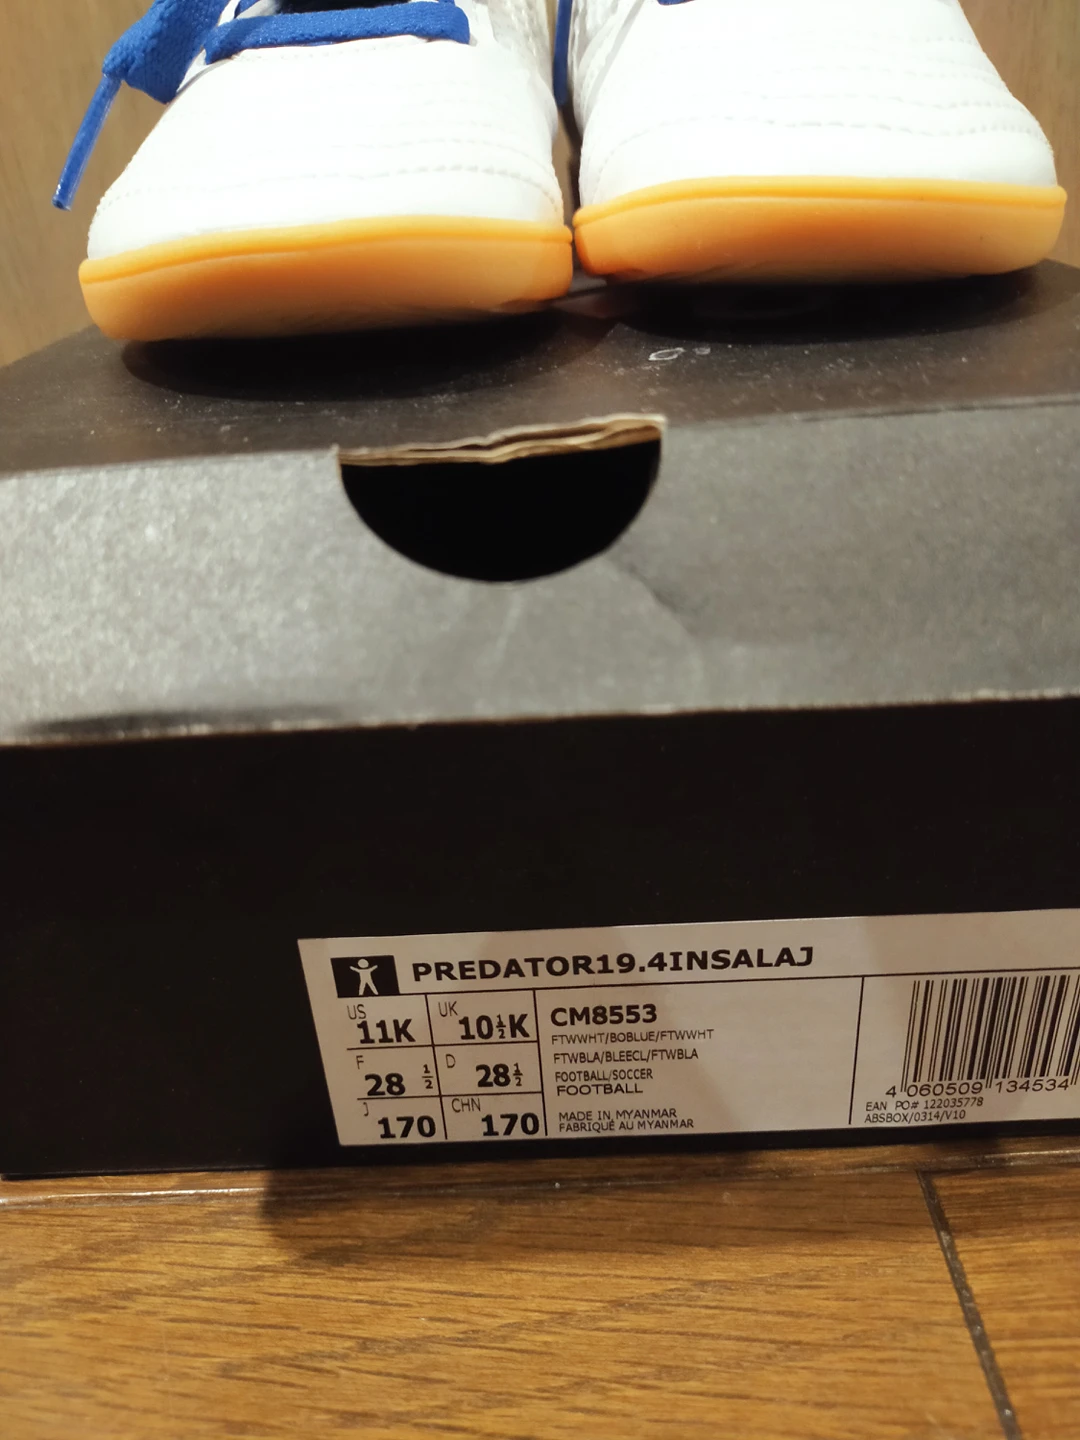 PREDATOR19.4INSALAJ
US 11K UK 10½K
F 28 ½ D 28½
J 170 CHN 170
CM8553
FTWWHT/BOBLUE/FTWWHT
FTWBLA/BLEECL/FTWBLA
FOOTBALL/SOCCER
FOOTBALL
MADE IN MYANMAR
FABRIQUÉ AU MYANMAR
4 060509 134534
EAN PO# 122035778
ABSBOX/0314/V10